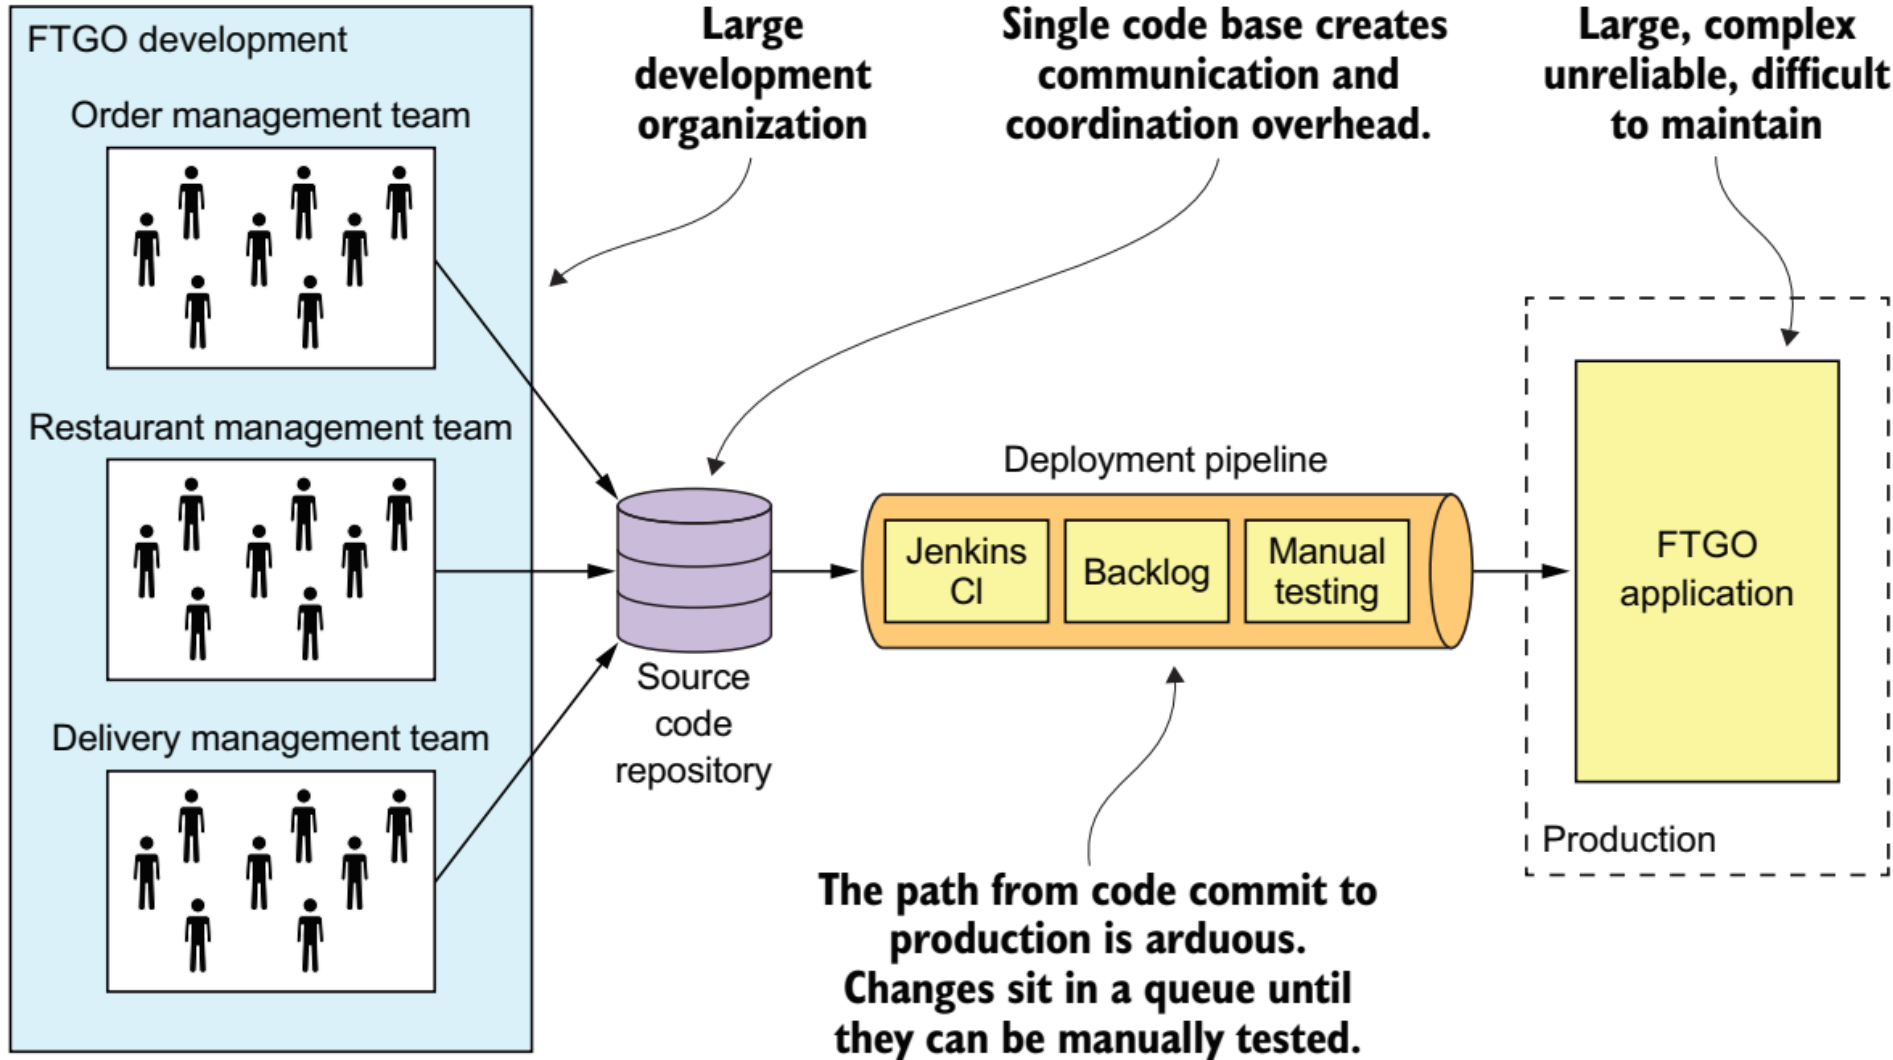 FTGO development
Order management team
Restaurant management team
Delivery management team
Large
development
organization
Single code base creates
communication and
coordination overhead.
Large, complex
unreliable, difficult
to maintain
Source
code
repository
Deployment pipeline
Jenkins
CI
Backlog
Manual
testing
FTGO
application
Production
The path from code commit to
production is arduous.
Changes sit in a queue until
they can be manually tested.